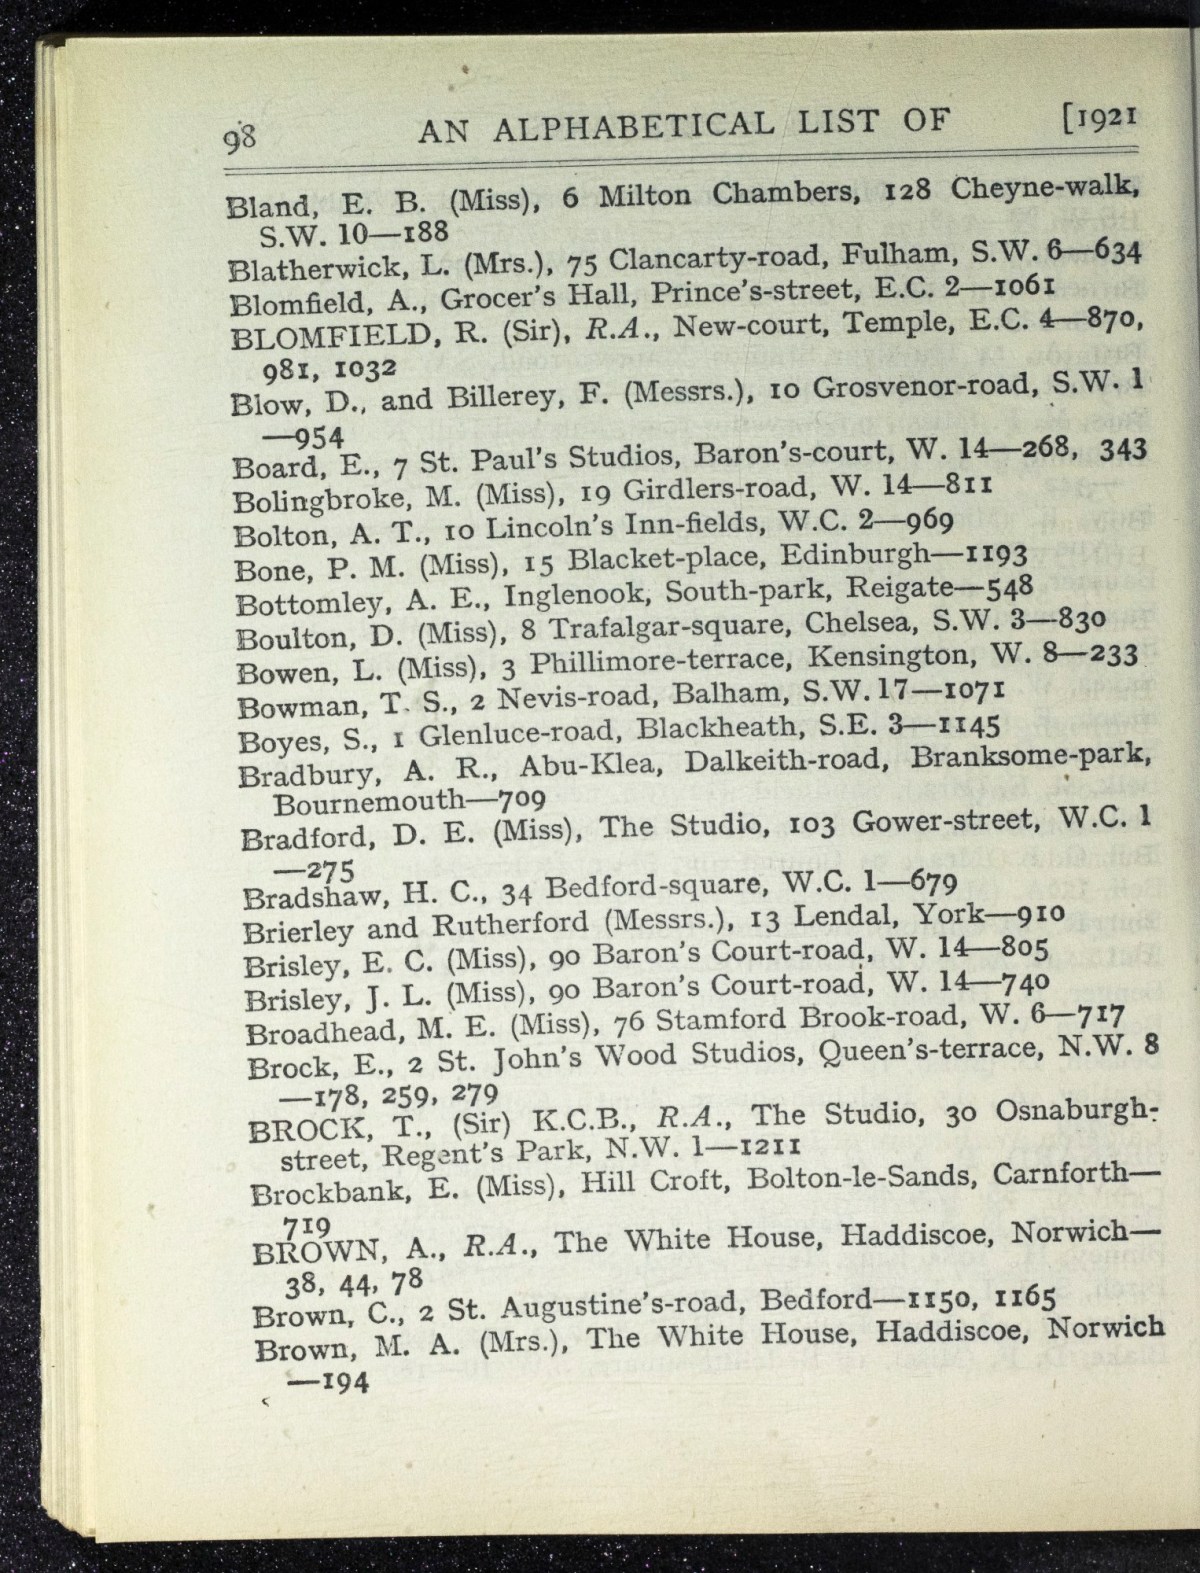 98 AN ALPHABETICAL LIST OF [1921
Bland, E. B. (Miss), 6 Milton Chambers, 128 Cheyne-walk,
S.W. 10—188
Blatherwick, L. (Mrs.), 75 Clancarty-road, Fulham, S.W. 6—634
Blomfield, A., Grocer's Hall, Prince's-street, E.C. 2—1061
BLOMFIELD, R. (Sir), R.A., New-court, Temple, E.C. 4—870,
981, 1032
Blow, D., and Billerey, F. (Messrs.), 10 Grosvenor-road, S.W. 1
—954
Board, E., 7 St. Paul's Studios, Baron's-court, W. 14—268, 343
Bolingbroke, M. (Miss), 19 Girdlers-road, W. 14—811
Bolton, A. T., 10 Lincoln's Inn-fields, W.C. 2—969
Bone, P. M. (Miss), 15 Blacket-place, Edinburgh—1193
Bottomley, A. E., Inglenook, South-park, Reigate—548
Boulton, D. (Miss), 8 Trafalgar-square, Chelsea, S.W. 3—830
Bowen, L. (Miss), 3 Phillimore-terrace, Kensington, W. 8—233
Bowman, T. S., 2 Nevis-road, Balham, S.W. 17—1071
Boyes, S., 1 Glenluce-road, Blackheath, S.E. 3—1145
Bradbury, A. R., Abu-Klea, Dalkeith-road, Branksome-park,
Bournemouth—709
Bradford, D. E. (Miss), The Studio, 103 Gower-street, W.C. 1
—275
Bradshaw, H. C., 34 Bedford-square, W.C. 1—679
Brierley and Rutherford (Messrs.), 13 Lendal, York—910
Brisley, E. C. (Miss), 90 Baron's Court-road, W. 14—805
Brisley, J. L. (Miss), 90 Baron's Court-road, W. 14—740
Broadhead, M. E. (Miss), 76 Stamford Brook-road, W. 6—717
Brock, E., 2 St. John's Wood Studios, Queen's-terrace, N.W. 8
—178, 259, 279
BROCK, T., (Sir) K.C.B., R.A., The Studio, 30 Osnaburgh-
street, Regent's Park, N.W. 1—1211
Brockbank, E. (Miss), Hill Croft, Bolton-le-Sands, Carnforth—
719
BROWN, A., R.A., The White House, Haddiscoe, Norwich—
38, 44, 78
Brown, C., 2 St. Augustine's-road, Bedford—1150, 1165
Brown, M. A. (Mrs.), The White House, Haddiscoe, Norwich
—194